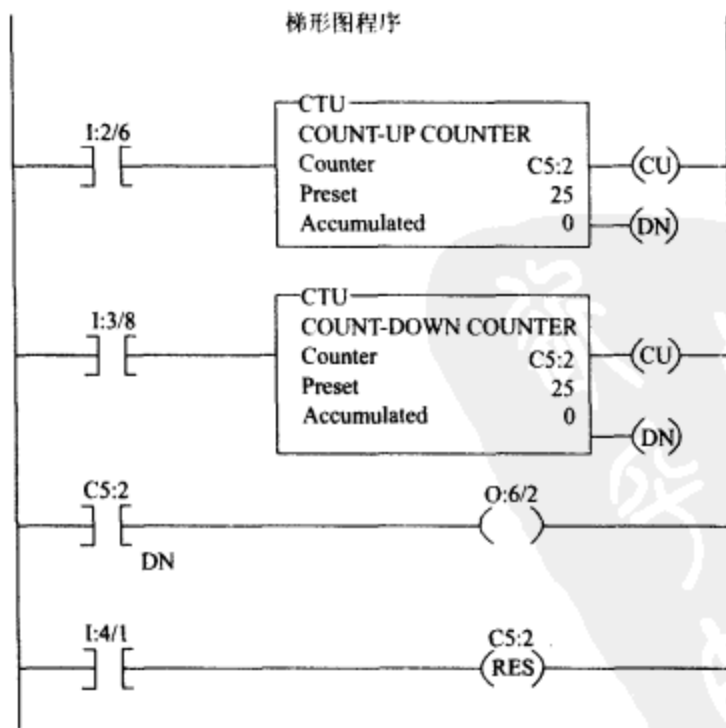 梯形图程序
CTU
I:2/6
COUNT-UP COUNTER
Counter C5:2 (CU)
Preset 25
Accumulated 0 (DN)
CTU
I:3/8
COUNT-DOWN COUNTER
Counter C5:2 (CU)
Preset 25
Accumulated 0 (DN)
C5:2 O:6/2
DN
I:4/1 C5:2
(RES)